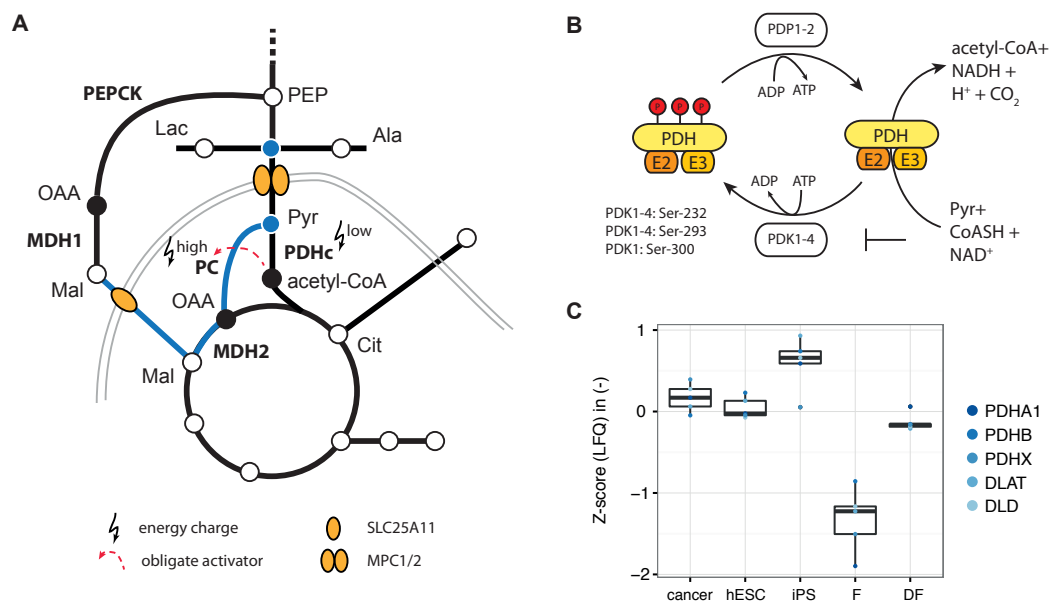 A
PEPCK
PEP
Lac
Ala
OAA
Pyr
MDH1
high
low
PC
PDHc
Mal
acetyl-CoA
OAA
MDH2
Cit
Mal
energy charge
SLC25A11
obligate activator
MPC1/2
B
PDP1-2
acetyl-CoA+
NADH +
H⁺ + CO₂
ADP ATP
P P P
PDH
E2 E3
PDH
E2 E3
ADP ATP
PDK1-4: Ser-232
PDK1-4: Ser-293
PDK1: Ser-300
PDK1-4
Pyr+
CoASH +
NAD⁺
C
Z-score (LFQ) in (-)
1
0
−1
−2
cancer hESC iPS F DF
PDHA1
PDHB
PDHX
DLAT
DLD